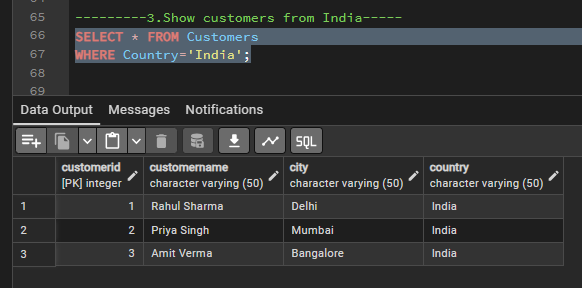 65 ---------3.Show customers from India-----
66 SELECT * FROM Customers
67 WHERE Country='India';
68
69
Data Output Messages Notifications
SQL
customerid customername city country
[PK] integer character varying (50) character varying (50) character varying (50)
1 1 Rahul Sharma Delhi India
2 2 Priya Singh Mumbai India
3 3 Amit Verma Bangalore India